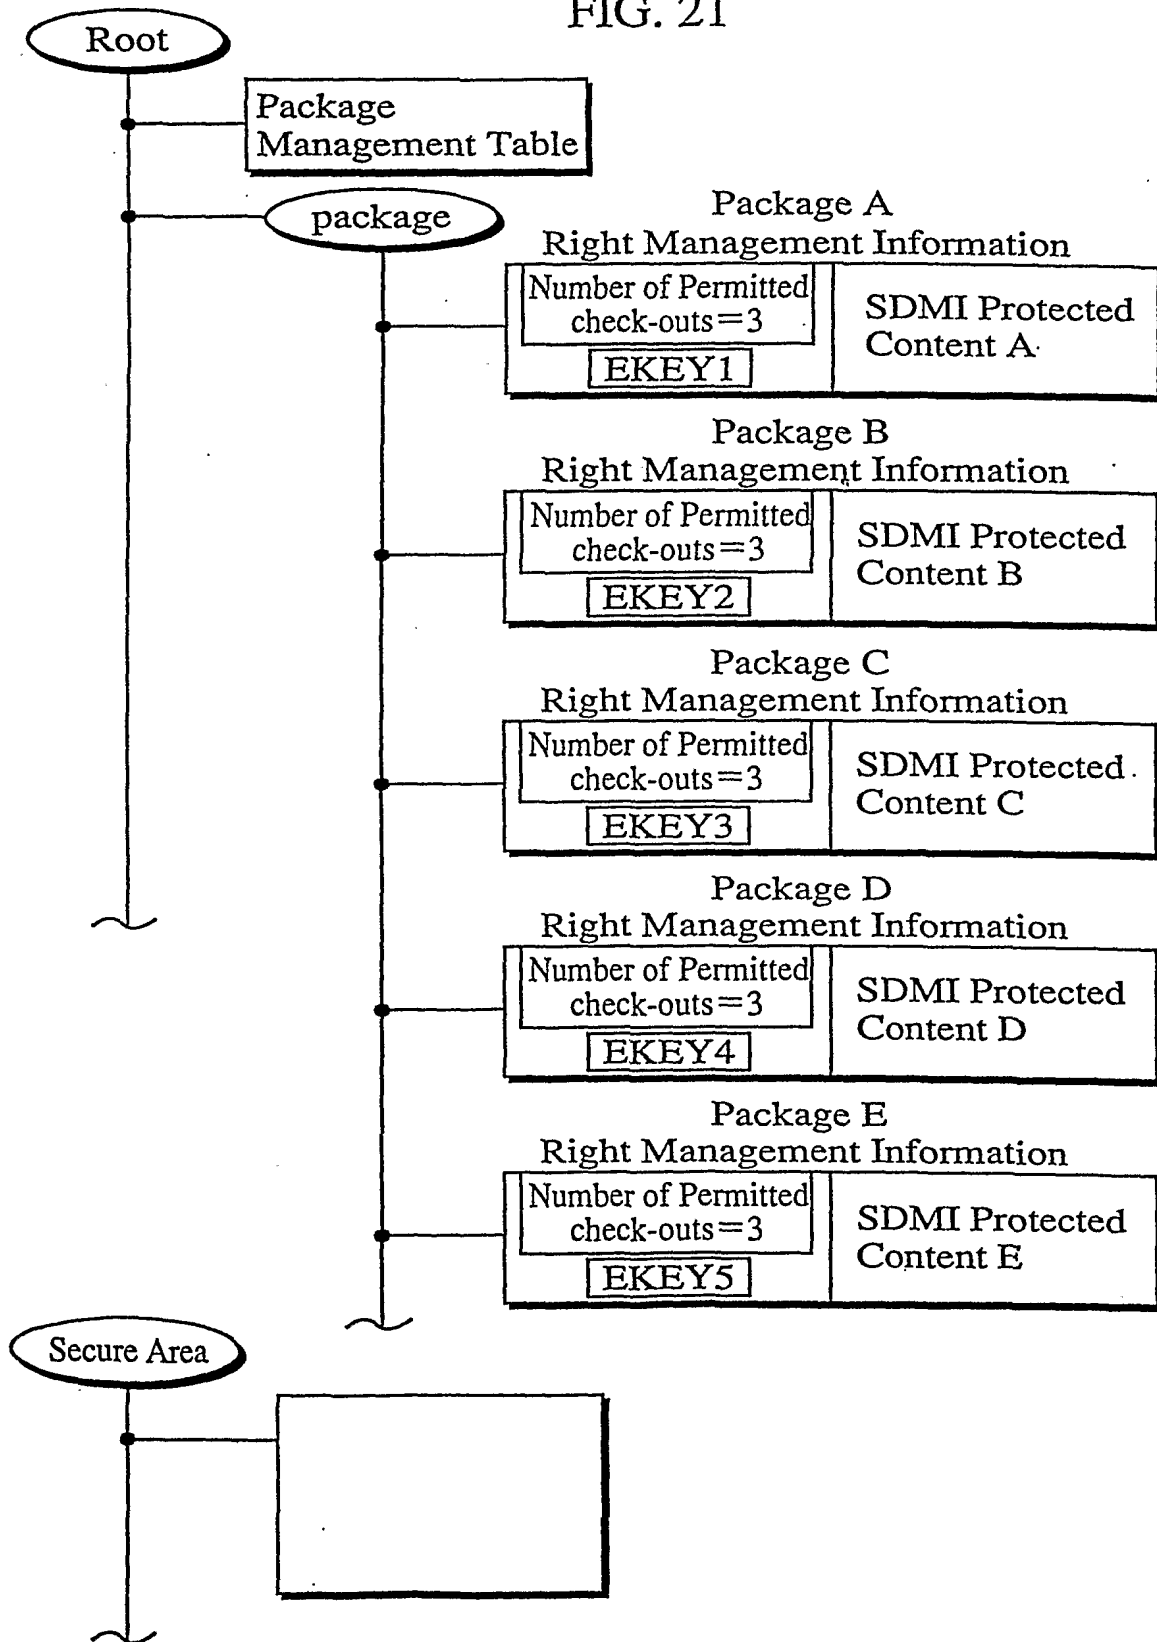 FIG. 21
Root
Package
Management Table
package
Package A
Right Management Information
Number of Permitted
check-outs=3
EKEY1
SDMI Protected
Content A
Package B
Right Management Information
Number of Permitted
check-outs=3
EKEY2
SDMI Protected
Content B
Package C
Right Management Information
Number of Permitted
check-outs=3
EKEY3
SDMI Protected
Content C
Package D
Right Management Information
Number of Permitted
check-outs=3
EKEY4
SDMI Protected
Content D
Package E
Right Management Information
Number of Permitted
check-outs=3
EKEY5
SDMI Protected
Content E
Secure Area